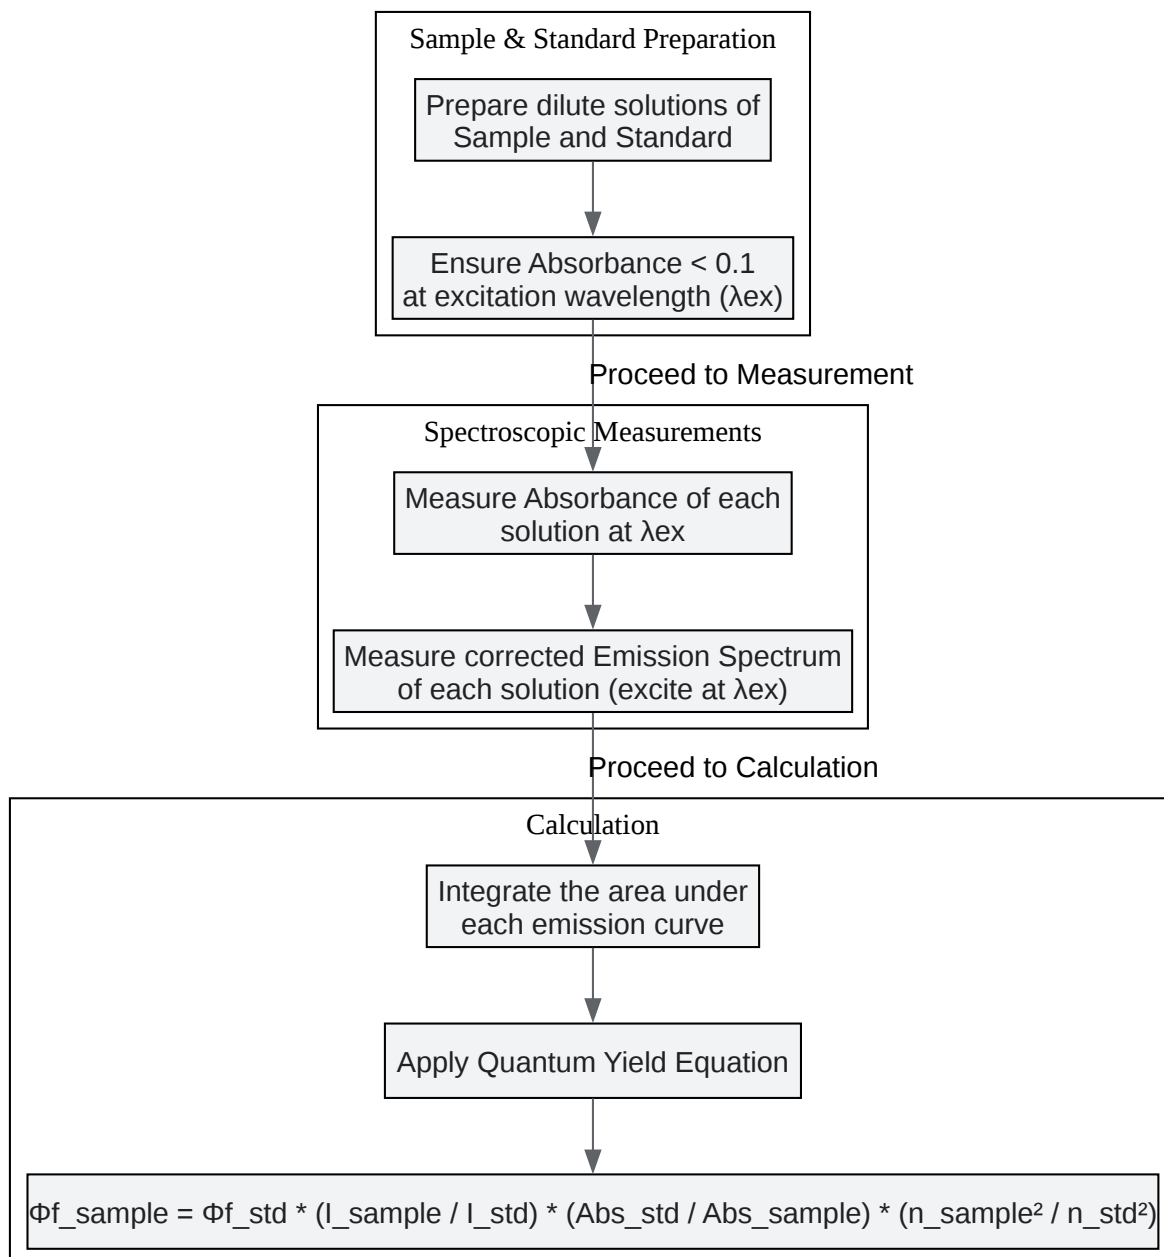 Sample & Standard Preparation
Prepare dilute solutions of
Sample and Standard
Ensure Absorbance < 0.1
at excitation wavelength (λex)
Proceed to Measurement
Spectroscopic Measurements
Measure Absorbance of each
solution at λex
Measure corrected Emission Spectrum
of each solution (excite at λex)
Proceed to Calculation
Calculation
Integrate the area under
each emission curve
Apply Quantum Yield Equation
Φf_sample = Φf_std * (I_sample / I_std) * (Abs_std / Abs_sample) * (n_sample² / n_std²)